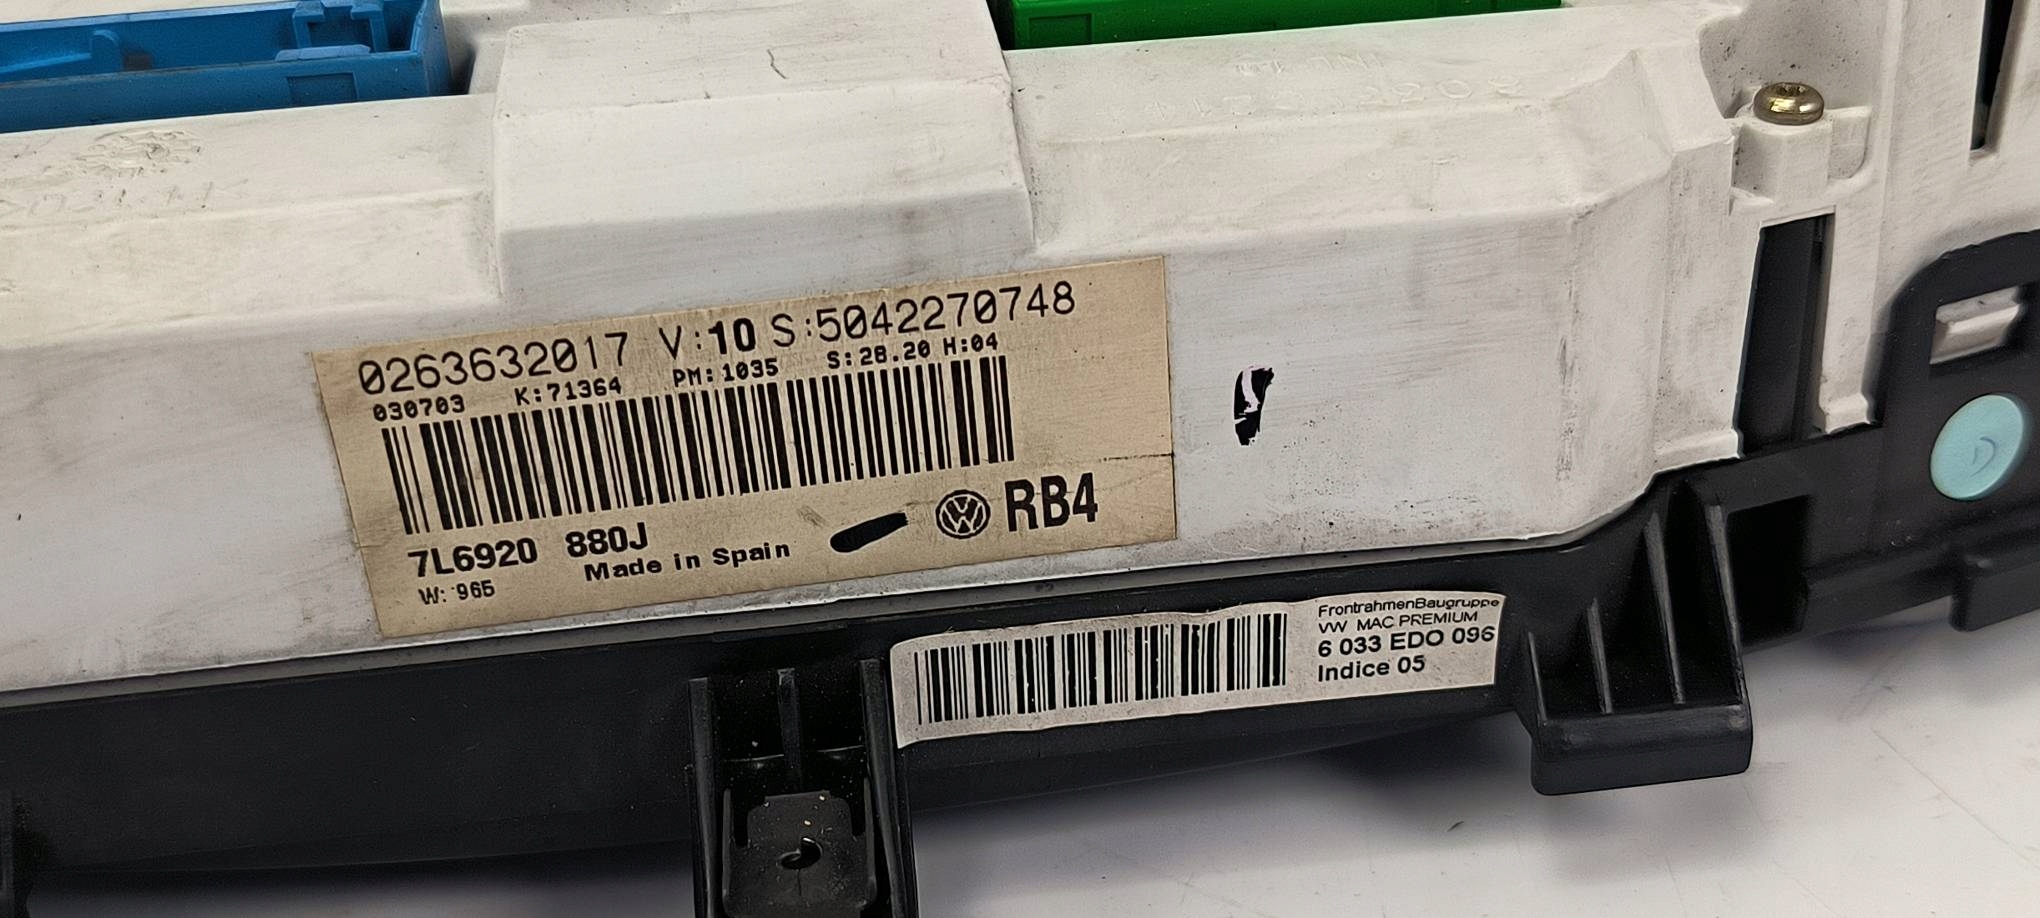 0263632017 V:10 S:5042270748
030703 K:71364 PM:1035 S:28.20 H:04
7L6920 880J
Made in Spain
RB4
W: 965
FrontrahmenBaugruppe
VW MAC PREMIUM
6 033 EDO 096
Indice 05